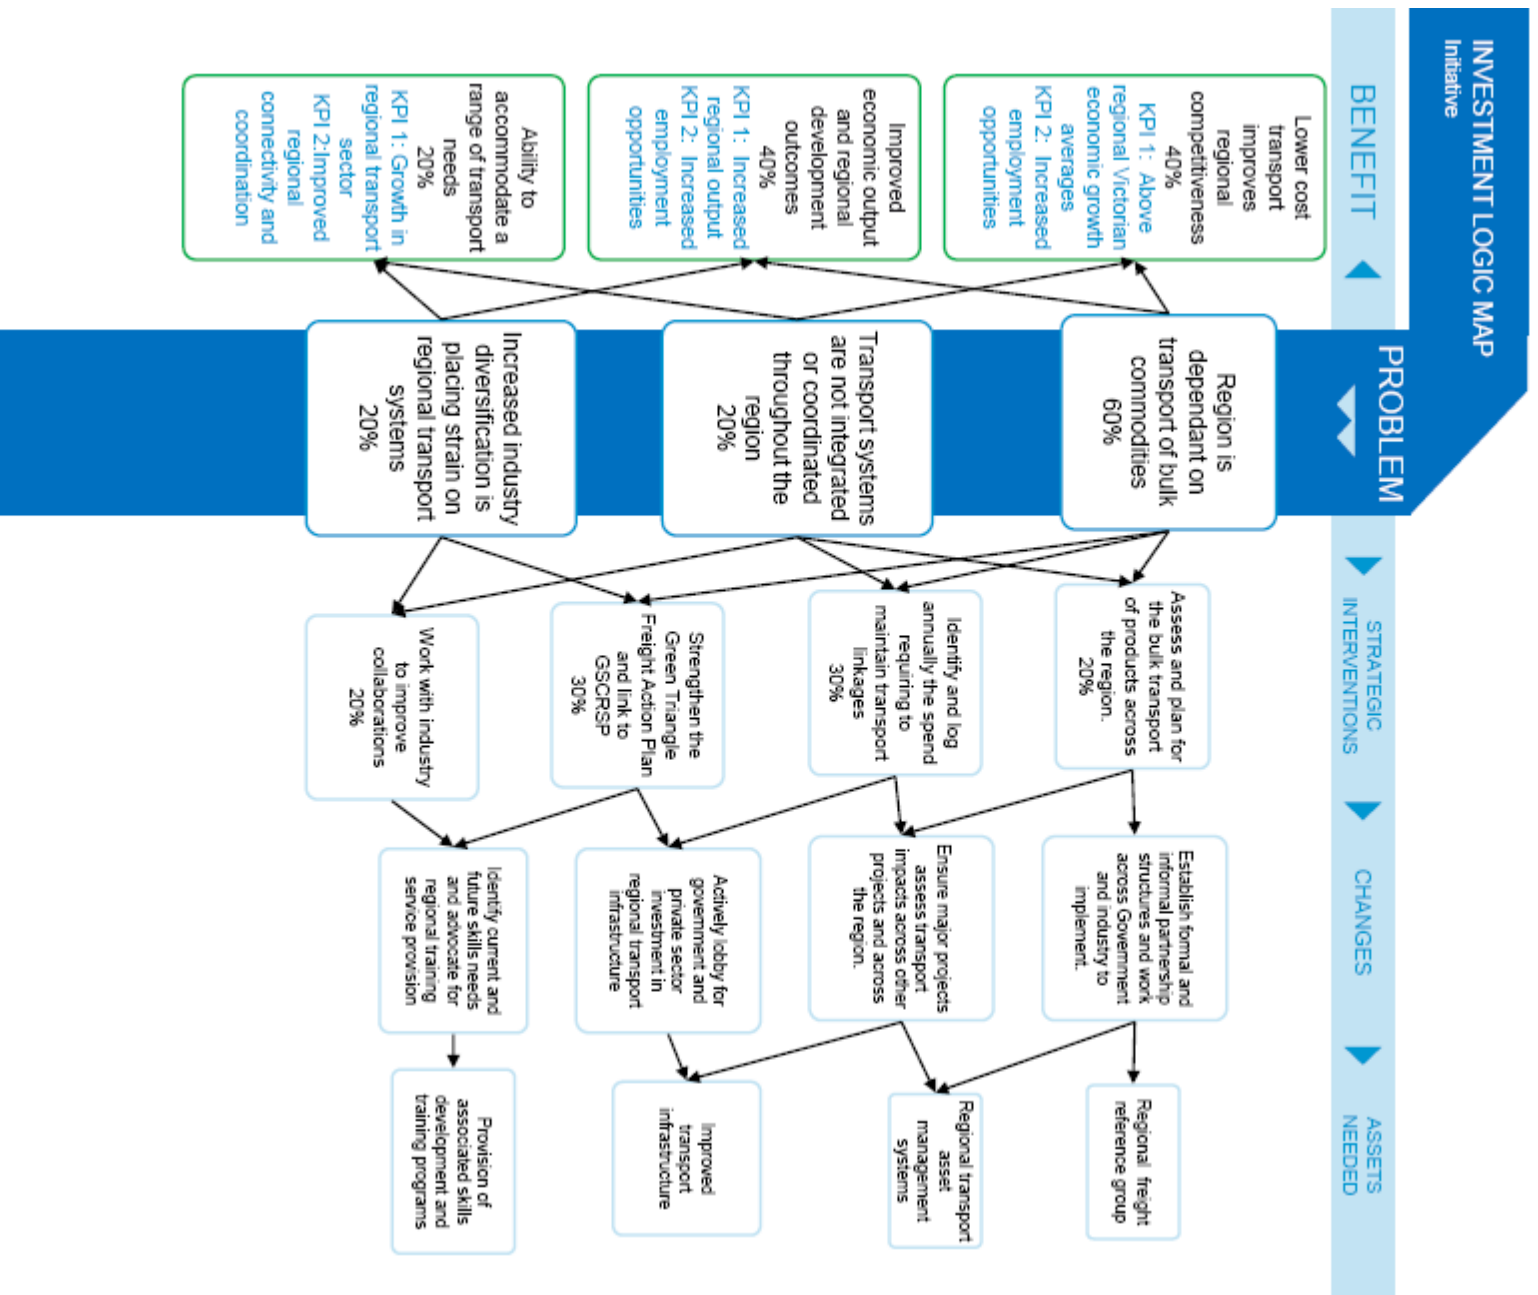 INVESTMENT LOGIC MAP
Initiative
BENEFIT
PROBLEM
STRATEGIC
INTERVENTIONS
CHANGES
ASSETS
NEEDED
Lower cost
transport
improves
regional
competitiveness
40%
KPI 1: Above
regional Victorian
economic growth
averages
KPI 2: Increased
employment
opportunities
Region is
dependant on
transport of bulk
commodities
60%
Assess and plan for
the bulk transport
of products across
the region.
20%
Establish formal and
informal partnership
structures and work
across Government
and industry to
implement.
Regional freight
reference group
Improved
economic output
and regional
development
outcomes
40%
KPI 1: Increased
regional output
KPI 2: Increased
employment
opportunities
Transport systems
are not integrated
or coordinated
throughout the
region
20%
Identify and log
annually the spend
requiring to
maintain transport
linkages
30%
Ensure major projects
assess transport
impacts across other
projects and across
the region.
Regional transport
asset
management
systems
Ability to
accommodate a
range of transport
needs
20%
KPI 1: Growth in
regional transport
sector
KPI 2:Improved
regional
connectivity and
coordination
Increased industry
diversification is
placing strain on
regional transport
systems
20%
Strengthen the
Green Triangle
Freight Action Plan
and link to
GSCRSP
30%
Actively lobby for
government and
private sector
investment in
regional transport
infrastructure
Improved
transport
infrastructure
Work with industry
to improve
collaborations
20%
Identify current and
future skills needs
and advocate for
regional training
service provision
Provision of
associated skills
development and
training programs